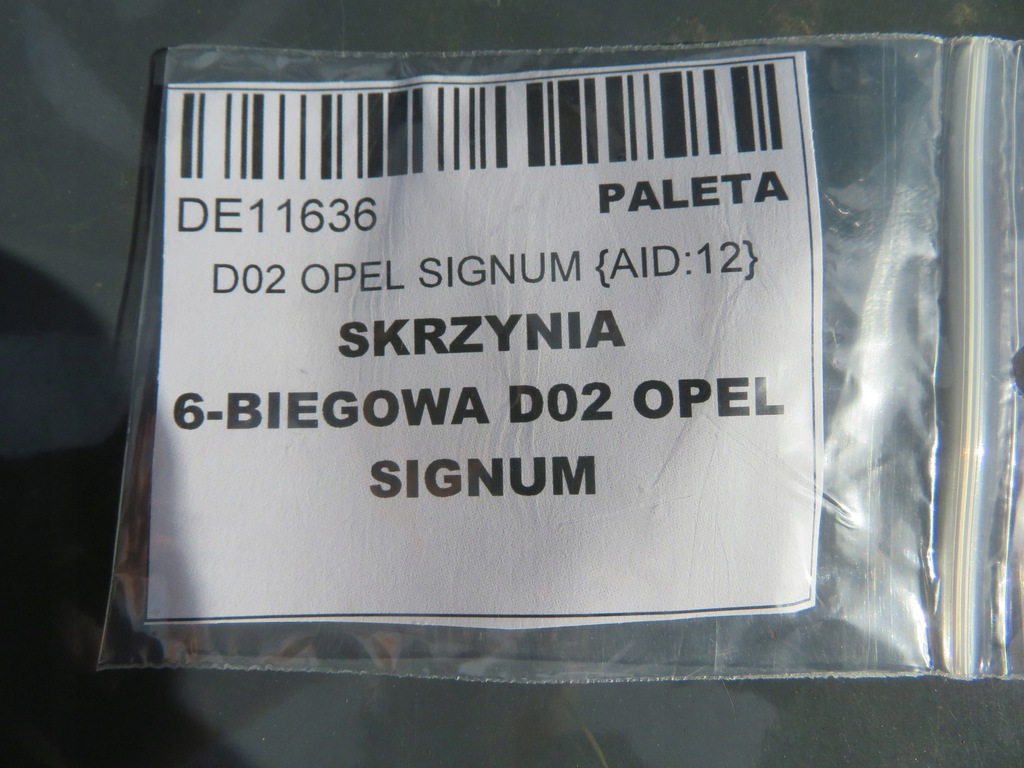 DE11636
PALETA
D02 OPEL SIGNUM {AID:12}
SKRZYNIA
6-BIEGOWA D02 OPEL
SIGNUM